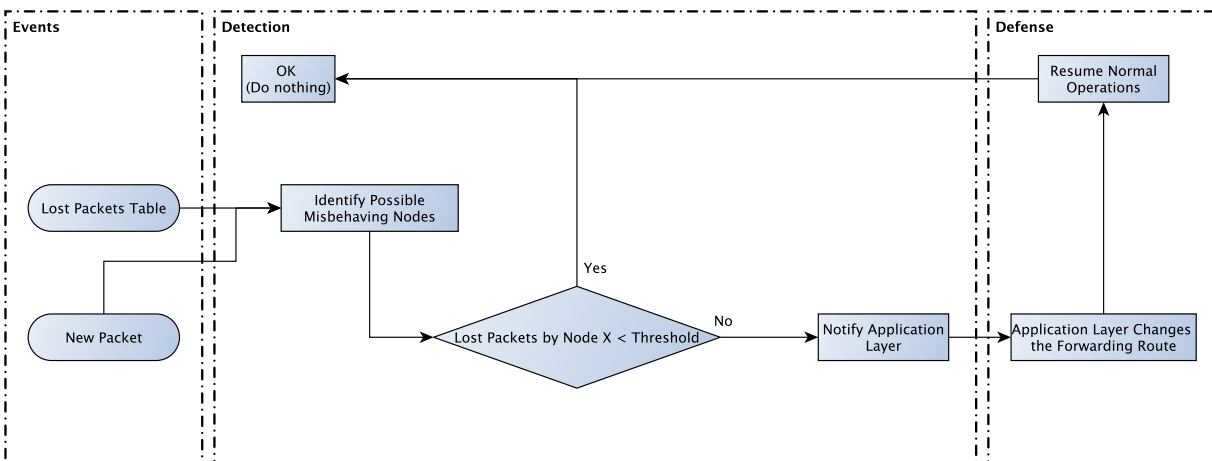 Events
Detection
Defense
OK
(Do nothing)
Resume Normal
Operations
Lost Packets Table
Identify Possible
Misbehaving Nodes
Yes
New Packet
Lost Packets by Node X < Threshold
No
Notify Application
Layer
Application Layer Changes
the Forwarding Route